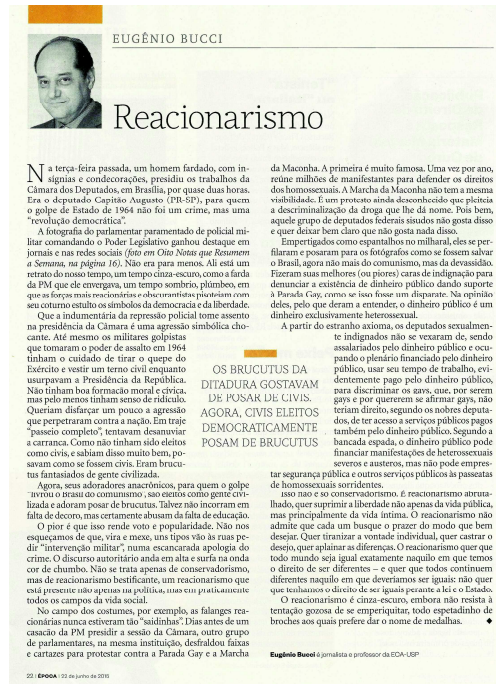 EUGÊNIO BUCCI
Reacionarismo
Na terça-feira passada, um homem fardado, com in-
sígnias e condecorações, presidiu os trabalhos da
Câmara dos Deputados, em Brasília, por quase duas horas.
Era o deputado Capitão Augusto (PR-SP), para quem
o golpe de Estado de 1964 não foi um crime, mas uma
"revolução democrática".
A fotografia do parlamentar paramentado de policial mi-
litar comandando o Poder Legislativo ganhou destaque em
jornais e nas redes sociais (foto em Oito Notas que Resumem
a Semana, na página 16). Não era para menos. Ali está um
retrato do nosso tempo, um tempo cinza-escuro, como a farda
da PM que ele envergava, um tempo sombrio, plúmbeo, em
que as forças mais reacionárias e obscurantistas pisoteiam com
seu coturno estulto os símbolos da democracia e da liberdade.
Que a indumentária da repressão policial tome assento
na presidência da Câmara é uma agressão simbólica cho-
cante. Até mesmo os militares golpistas
que tomaram o poder de assalto em 1964
tinham o cuidado de tirar o quepe do
Exército e vestir um terno civil enquanto
usurpavam a Presidência da República.
Não tinham boa formação moral e cívica,
mas pelo menos tinham senso de ridículo.
Queriam disfarçar um pouco a agressão
que perpetraram contra a nação. Em traje
"passeio completo", tentavam desanuviar
a carranca. Como não tinham sido eleitos
como civis, e sabiam disso muito bem, po-
savam como se fossem civis. Eram brucu-
tus fantasiados de gente civilizada.
Agora, seus adoradores anacrônicos, para quem o golpe
"livrou o Brasil do comunismo", são eleitos como gente civi-
lizada e adoram posar de brucutus. Talvez não incorram em
falta de decoro, mas certamente abusam da falta de educação.
O pior é que isso rende voto e popularidade. Não nos
esqueçamos de que, vira e mexe, uns tipos vão às ruas pe-
dir "intervenção militar", numa escancarada apologia do
crime. O discurso autoritário anda em alta e surfa na onda
cor de chumbo. Não se trata apenas de conservadorismo,
mas de reacionarismo bestificante, um reacionarismo que
está presente não apenas na política, mas em praticamente
todos os campos da vida social.
No campo dos costumes, por exemplo, as falanges rea-
cionárias nunca estiveram tão "saidinhas". Dias antes de um
casacão da PM presidir a sessão da Câmara, outro grupo
de parlamentares, na mesma instituição, desfraldou faixas
e cartazes para protestar contra a Parada Gay e a Marcha
OS BRUCUTUS DA
DITADURA GOSTAVAM
DE POSAR DE CIVIS.
AGORA, CIVIS ELEITOS
DEMOCRATICAMENTE
POSAM DE BRUCUTUS
da Maconha. A primeira é muito famosa. Uma vez por ano,
reúne milhões de manifestantes para defender os direitos
dos homossexuais. A Marcha da Maconha não tem a mesma
visibilidade. É um protesto ainda desconhecido que pleiteia
a descriminalização da droga que lhe dá nome. Pois bem,
aquele grupo de deputados federais sisudos não gosta disso
e quer deixar bem claro que não gosta nada disso.
Empertigados como espantalhos no milharal, eles se per-
filaram e posaram para os fotógrafos como se fossem salvar
o Brasil, agora não mais do comunismo, mas da devassidão.
Fizeram suas melhores (ou piores) caras de indignação para
denunciar a existência de dinheiro público dando suporte
à Parada Gay, como se isso fosse um disparate. Na opinião
deles, pelo que deram a entender, o dinheiro público é um
dinheiro exclusivamente heterossexual.
A partir do estranho axioma, os deputados sexualmen-
te indignados não se vexaram de, sendo
assalariados pelo dinheiro público e ocu-
pando o plenário financiado pelo dinheiro
público, usar seu tempo de trabalho, evi-
dentemente pago pelo dinheiro público,
para discriminar os gays, que, por serem
gays e por quererem se afirmar gays, não
teriam direito, segundo os nobres deputa-
dos, de ter acesso a serviços públicos pagos
também pelo dinheiro público. Segundo a
bancada espada, o dinheiro público pode
financiar manifestações de heterossexuais
severos e austeros, mas não pode empres-
tar segurança pública e outros serviços públicos às passeatas
de homossexuais sorridentes.
Isso não é só conservadorismo. É reacionarismo abruta-
lhado, quer suprimir a liberdade não apenas da vida pública,
mas principalmente da vida íntima. O reacionarismo não
admite que cada um busque o prazer do modo que bem
desejar. Quer tiranizar a vontade individual, quer castrar o
desejo, quer aplainar as diferenças. O reacionarismo quer que
todo mundo seja igual exatamente naquilo em que temos
o direito de ser diferentes – e quer que todos continuem
diferentes naquilo em que deveríamos ser iguais: não quer
que tenhamos o direito de ser iguais perante a lei e o Estado.
O reacionarismo é cinza-escuro, embora não resista à
tentação gozosa de se emperiquitar, todo espetadinho de
broches aos quais prefere dar o nome de medalhas. ◆
Eugênio Bucci é jornalista e professor da ECA-USP
22 | ÉPOCA | 22 de junho de 2015